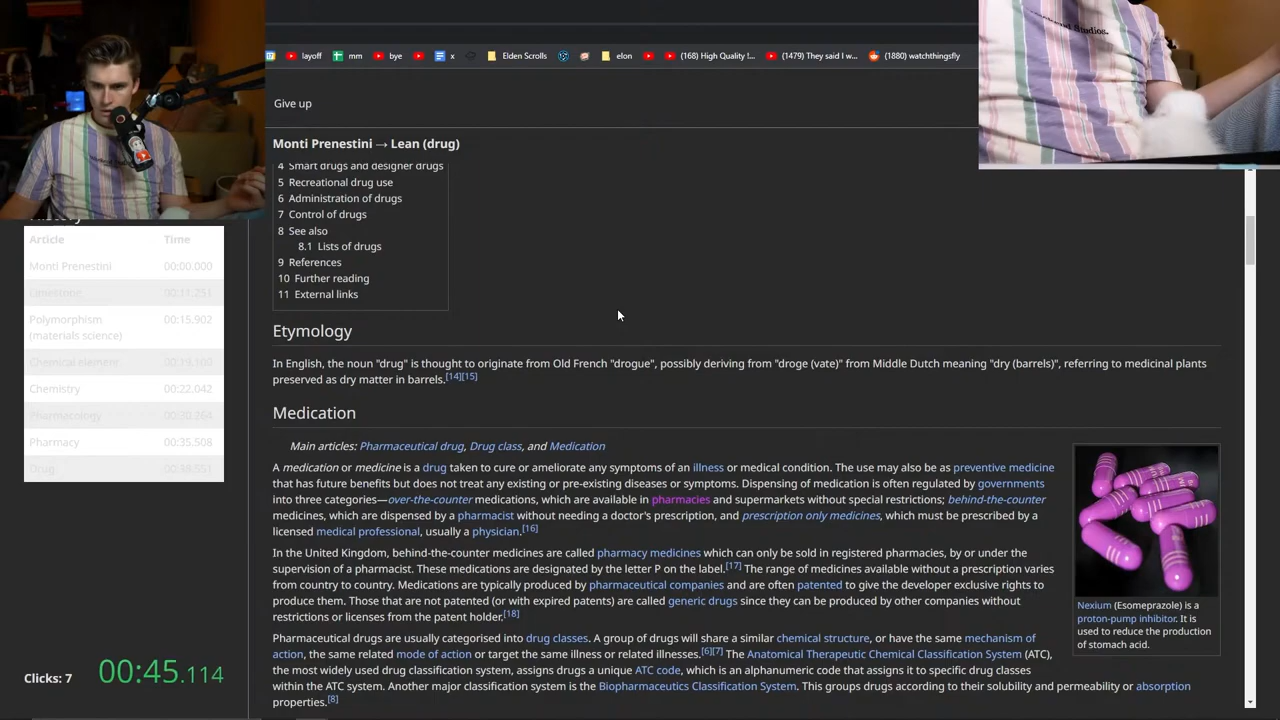 layoff mm bye x Elden Scrolls elon (168) High Quality !... (1479) They said I w... (1880) watchthingsfly
Studios.
Give up
Monti Prenestini → Lean (drug)
4 Smart drugs and designer drugs
5 Recreational drug use
6 Administration of drugs
7 Control of drugs
8 See also
8.1 Lists of drugs
9 References
10 Further reading
11 External links
Article Time
Monti Prenestini 00:00.000
Limestone 00:11.251
Polymorphism 00:15.902
(materials science)
Chemical element 00:19.109
Chemistry 00:22.042
Pharmacology 00:30.264
Pharmacy 00:35.508
Drug 00:38.551
Clicks: 7 00:45.114
Etymology
In English, the noun "drug" is thought to originate from Old French "drogue", possibly deriving from "droge (vate)" from Middle Dutch meaning "dry (barrels)", referring to medicinal plants
preserved as dry matter in barrels.[14][15]
Medication
Main articles: Pharmaceutical drug, Drug class, and Medication
A medication or medicine is a drug taken to cure or ameliorate any symptoms of an illness or medical condition. The use may also be as preventive medicine
that has future benefits but does not treat any existing or pre-existing diseases or symptoms. Dispensing of medication is often regulated by governments
into three categories—over-the-counter medications, which are available in pharmacies and supermarkets without special restrictions; behind-the-counter
medicines, which are dispensed by a pharmacist without needing a doctor's prescription, and prescription only medicines, which must be prescribed by a
licensed medical professional, usually a physician.[16]
In the United Kingdom, behind-the-counter medicines are called pharmacy medicines which can only be sold in registered pharmacies, by or under the
supervision of a pharmacist. These medications are designated by the letter P on the label.[17] The range of medicines available without a prescription varies
from country to country. Medications are typically produced by pharmaceutical companies and are often patented to give the developer exclusive rights to
produce them. Those that are not patented (or with expired patents) are called generic drugs since they can be produced by other companies without
restrictions or licenses from the patent holder.[18]
Pharmaceutical drugs are usually categorised into drug classes. A group of drugs will share a similar chemical structure, or have the same mechanism of
action, the same related mode of action or target the same illness or related illnesses.[6][7] The Anatomical Therapeutic Chemical Classification System (ATC),
the most widely used drug classification system, assigns drugs a unique ATC code, which is an alphanumeric code that assigns it to specific drug classes
within the ATC system. Another major classification system is the Biopharmaceutics Classification System. This groups drugs according to their solubility and permeability or absorption
properties.[8]
Nexium (Esomeprazole) is a
proton-pump inhibitor. It is
used to reduce the production
of stomach acid.